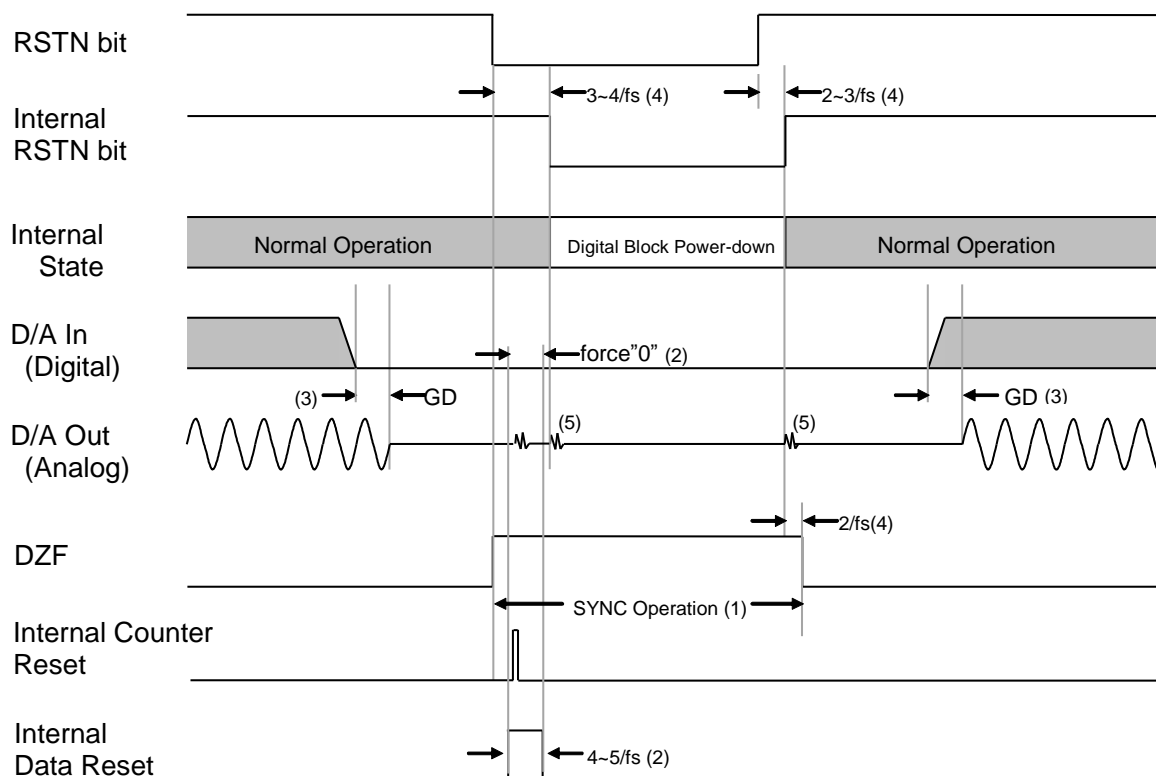 RSTN bit
3~4/fs (4)
2~3/fs (4)
Internal
RSTN bit
Internal
State
Normal Operation
Digital Block Power-down
Normal Operation
D/A In
(Digital)
force”0” (2)
(3)
GD
GD (3)
D/A Out
(Analog)
(5)
(5)
2/fs(4)
DZF
SYNC Operation (1)
Internal Counter
Reset
Internal
Data Reset
4~5/fs (2)